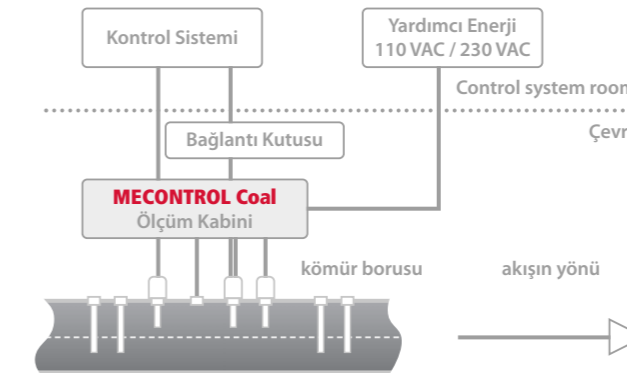 Kontrol Sistemi
Yardımcı Enerji
110 VAC / 230 VAC
Control system room
Bağlantı Kutusu
MECONTROL Coal
Ölçüm Kabini
kömür borusu
akışın yönü